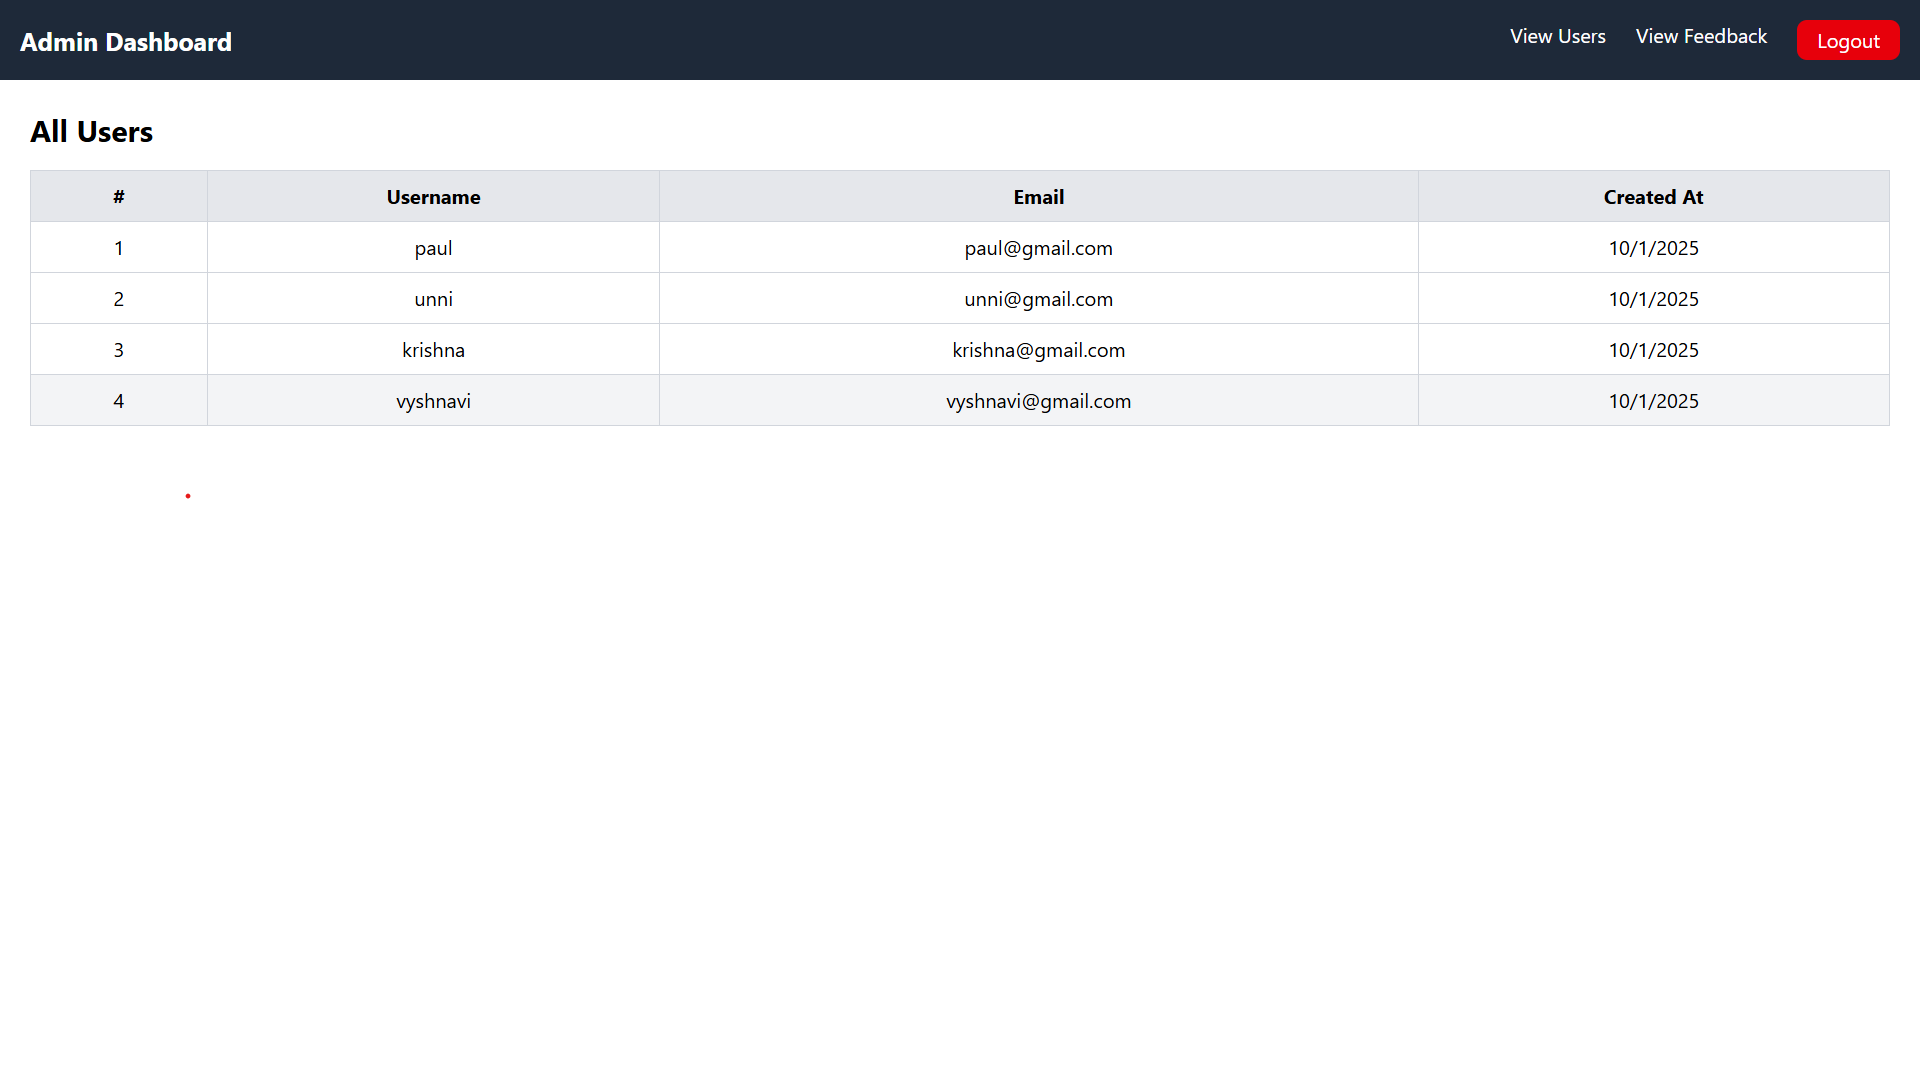 Admin Dashboard View Users View Feedback Logout
All Users
# Username Email Created At
1 paul paul@gmail.com 10/1/2025
2 unni unni@gmail.com 10/1/2025
3 krishna krishna@gmail.com 10/1/2025
4 vyshnavi vyshnavi@gmail.com 10/1/2025